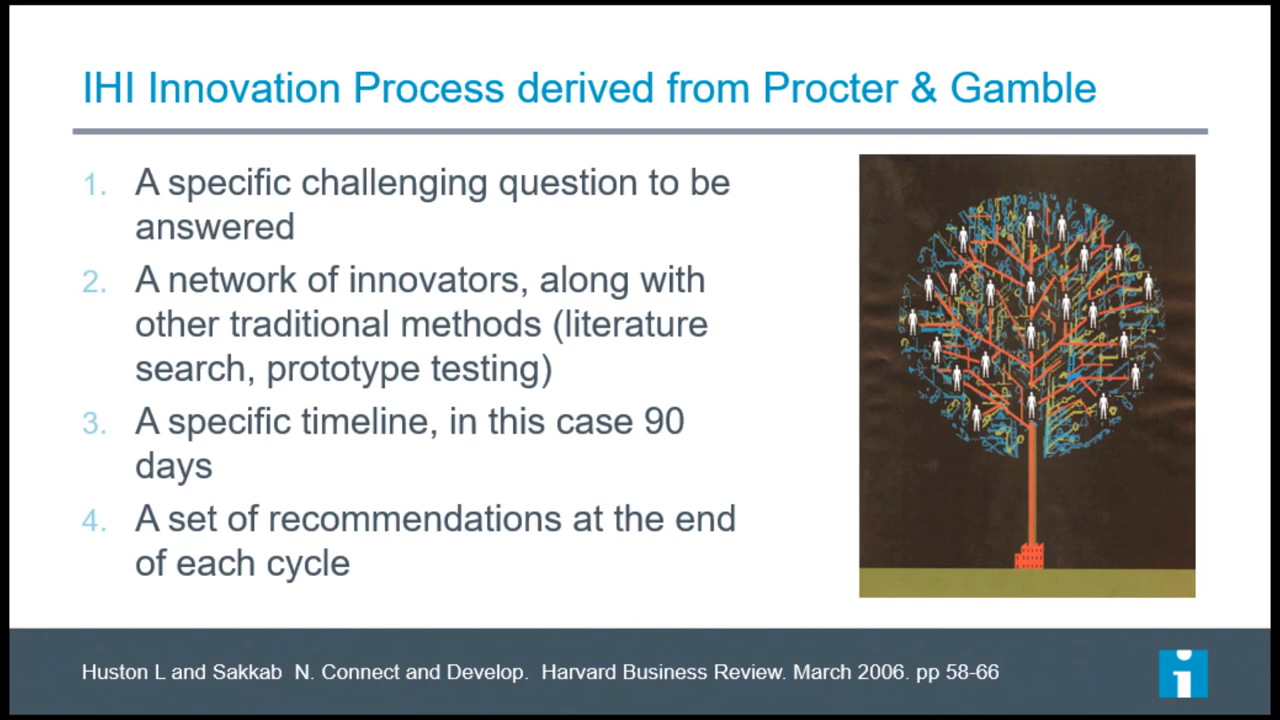 IHI Innovation Process derived from Procter & Gamble
1. A specific challenging question to be
answered
2. A network of innovators, along with
other traditional methods (literature
search, prototype testing)
3. A specific timeline, in this case 90
days
4. A set of recommendations at the end
of each cycle
Huston L and Sakkab N. Connect and Develop. Harvard Business Review. March 2006. pp 58-66